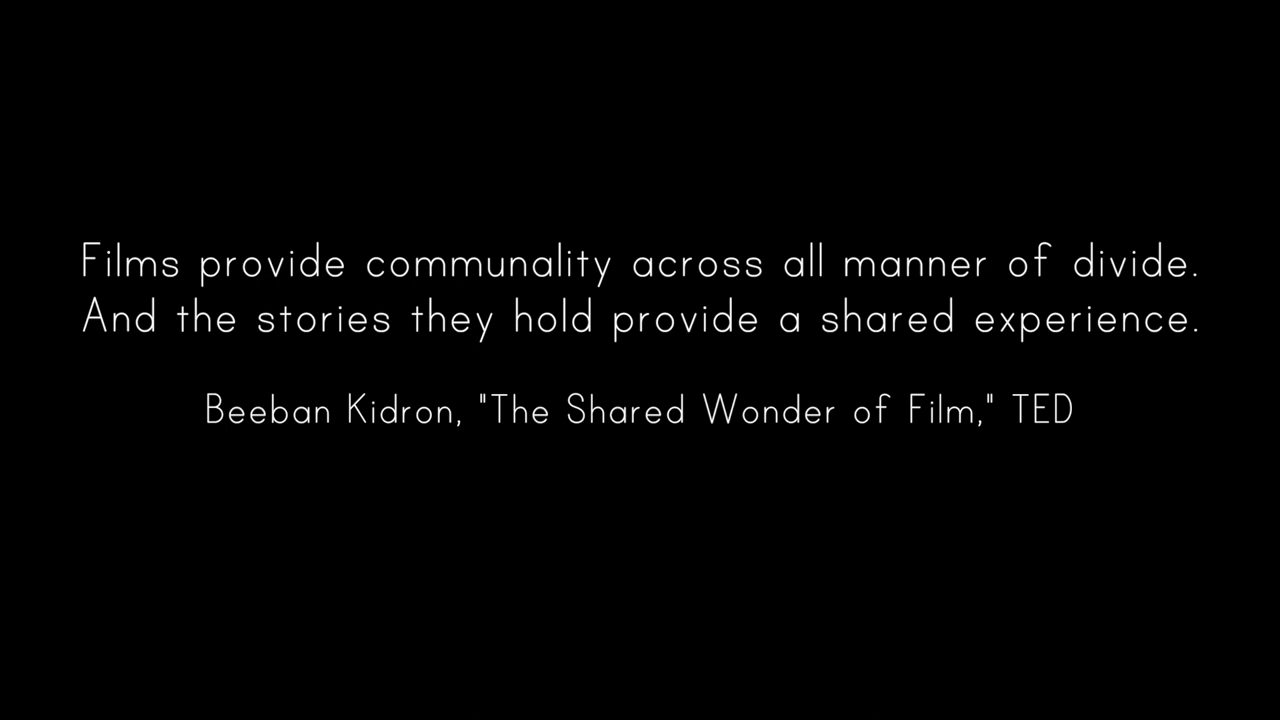 Films provide communality across all manner of divide.
And the stories they hold provide a shared experience.
Beeban Kidron, "The Shared Wonder of Film," TED